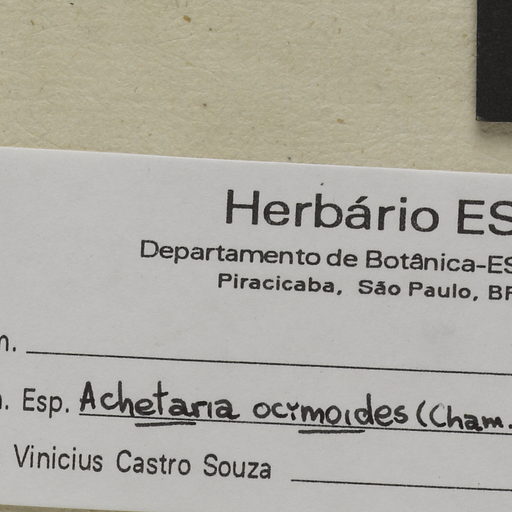 Herbário ES
Departamento de Botânica-ES
Piracicaba, São Paulo, BR
m.
Esp. Achetaria ocimoides (Cham.
Vinicius Castro Souza